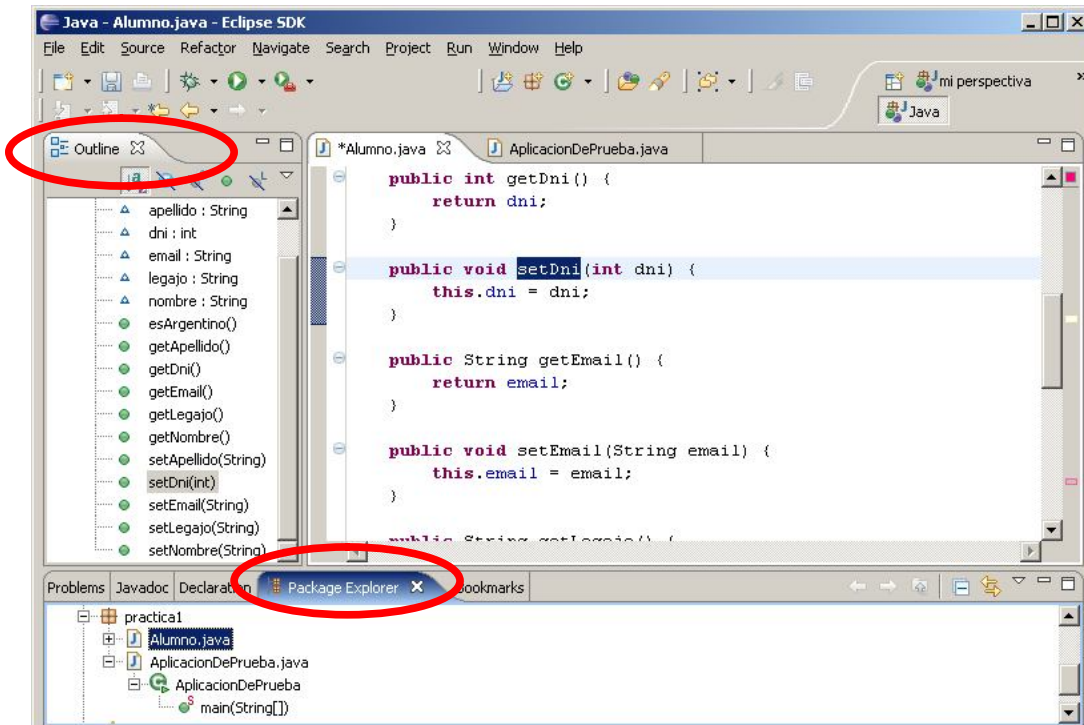 Java - Alumno.java - Eclipse SDK
File Edit Source Refactor Navigate Search Project Run Window Help
mi perspectiva
Java
Outline
*Alumno.java
AplicacionDePrueba.java
apellido : String
dni : int
email : String
legajo : String
nombre : String
esArgentino()
getApellido()
getDni()
getEmail()
getLegajo()
getNombre()
setApellido(String)
setDni(int)
setEmail(String)
setLegajo(String)
setNombre(String)
public int getDni() {
return dni;
}
public void setDni(int dni) {
this.dni = dni;
}
public String getEmail() {
return email;
}
public void setEmail(String email) {
this.email = email;
}
public String getLegajo() {
Problems Javadoc Declaration Package Explorer Bookmarks
practica1
Alumno.java
AplicacionDePrueba.java
AplicacionDePrueba
main(String[])